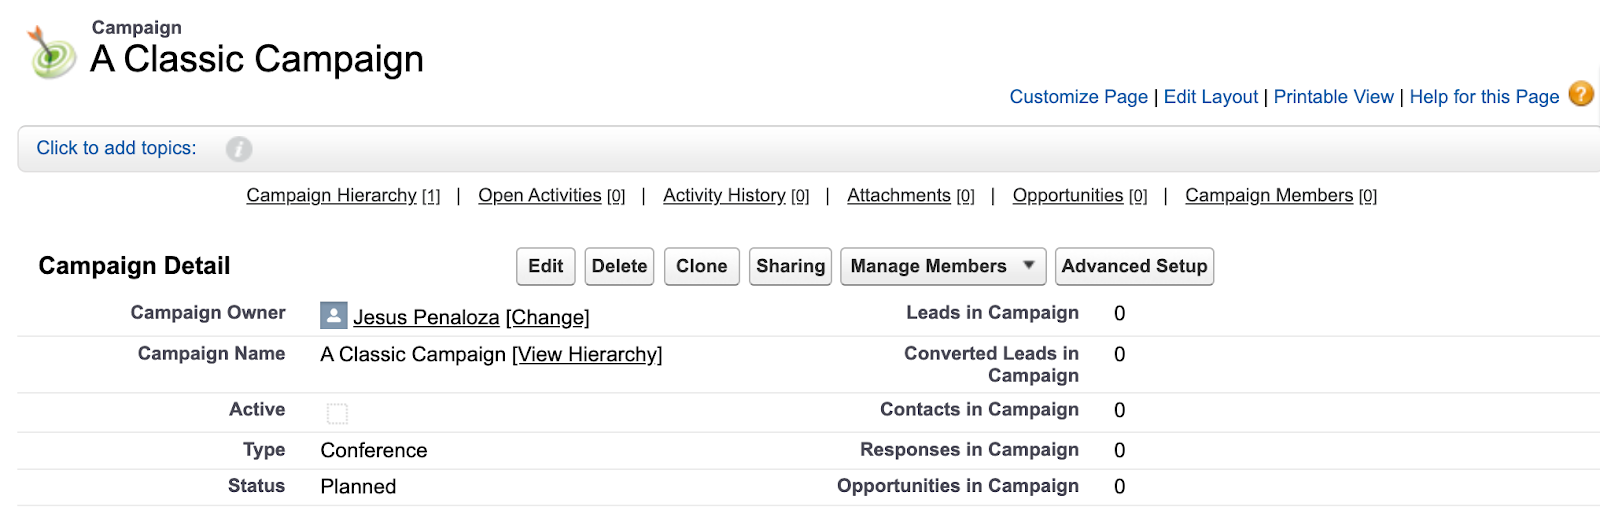 Campaign
A Classic Campaign
Customize Page | Edit Layout | Printable View | Help for this Page ?
Click to add topics: i
Campaign Hierarchy [1] | Open Activities [0] | Activity History [0] | Attachments [0] | Opportunities [0] | Campaign Members [0]
Campaign Detail Edit Delete Clone Sharing Manage Members Advanced Setup
Campaign Owner Jesus Penaloza [Change] Leads in Campaign 0
Campaign Name A Classic Campaign [View Hierarchy] Converted Leads in 0
Campaign
Active Contacts in Campaign 0
Type Conference Responses in Campaign 0
Status Planned Opportunities in Campaign 0